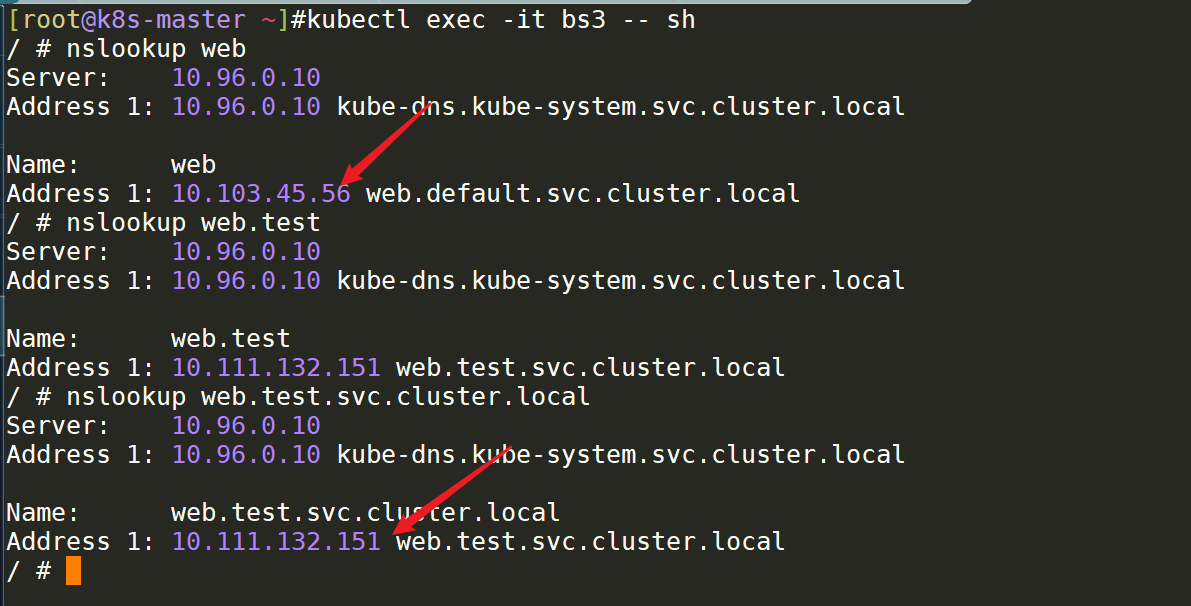 [root@k8s-master ~]#kubectl exec -it bs3 -- sh
/ # nslookup web
Server:    10.96.0.10
Address 1: 10.96.0.10 kube-dns.kube-system.svc.cluster.local

Name:      web
Address 1: 10.103.45.56 web.default.svc.cluster.local
/ # nslookup web.test
Server:    10.96.0.10
Address 1: 10.96.0.10 kube-dns.kube-system.svc.cluster.local

Name:      web.test
Address 1: 10.111.132.151 web.test.svc.cluster.local
/ # nslookup web.test.svc.cluster.local
Server:    10.96.0.10
Address 1: 10.96.0.10 kube-dns.kube-system.svc.cluster.local

Name:      web.test.svc.cluster.local
Address 1: 10.111.132.151 web.test.svc.cluster.local
/ #